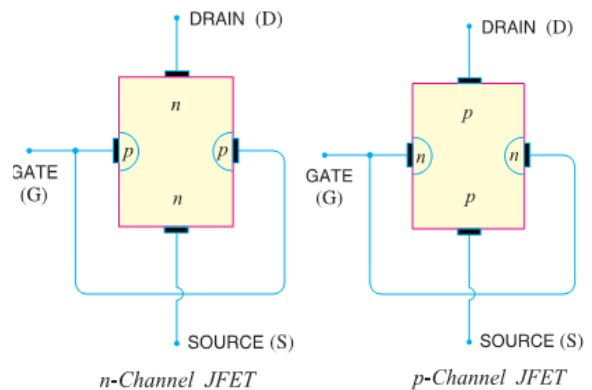 DRAIN (D)
n
p
p
GATE
(G)
n
SOURCE (S)
n-Channel JFET
DRAIN (D)
p
n
n
GATE
(G)
p
SOURCE (S)
p-Channel JFET